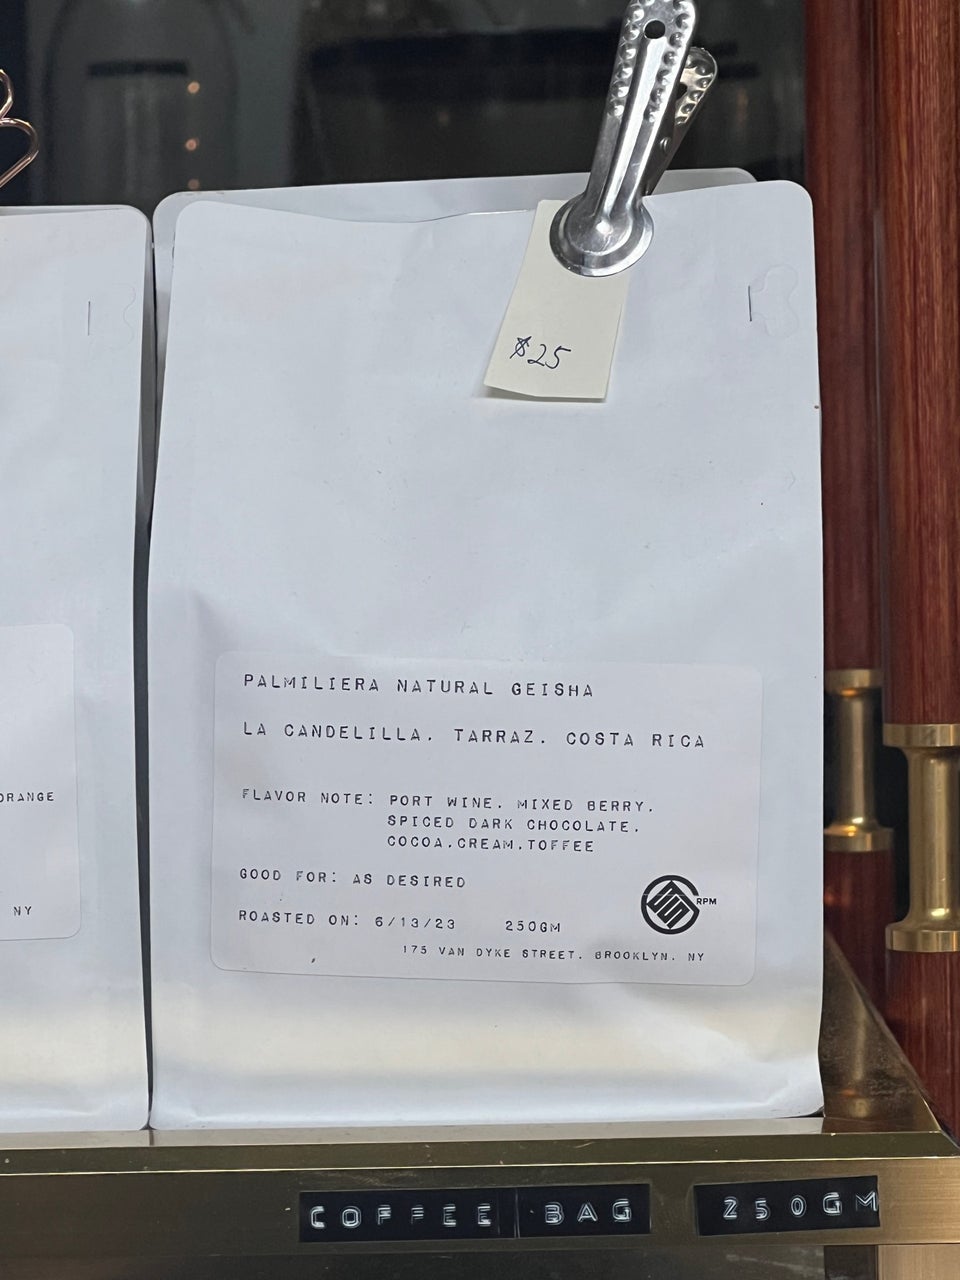 $25
PALMILIERA NATURAL GEISHA
LA CANDELILLA. TARRAZ. COSTA RICA
FLAVOR NOTE: PORT WINE. MIXED BERRY.
SPICED DARK CHOCOLATE.
COCOA.CREAM.TOFFEE
GOOD FOR: AS DESIRED
RPM
ROASTED ON: 6/13/23 250GM
175 VAN DYKE STREET. BROOKLYN. NY
ORANGE
NY
COFFEE BAG 250GM